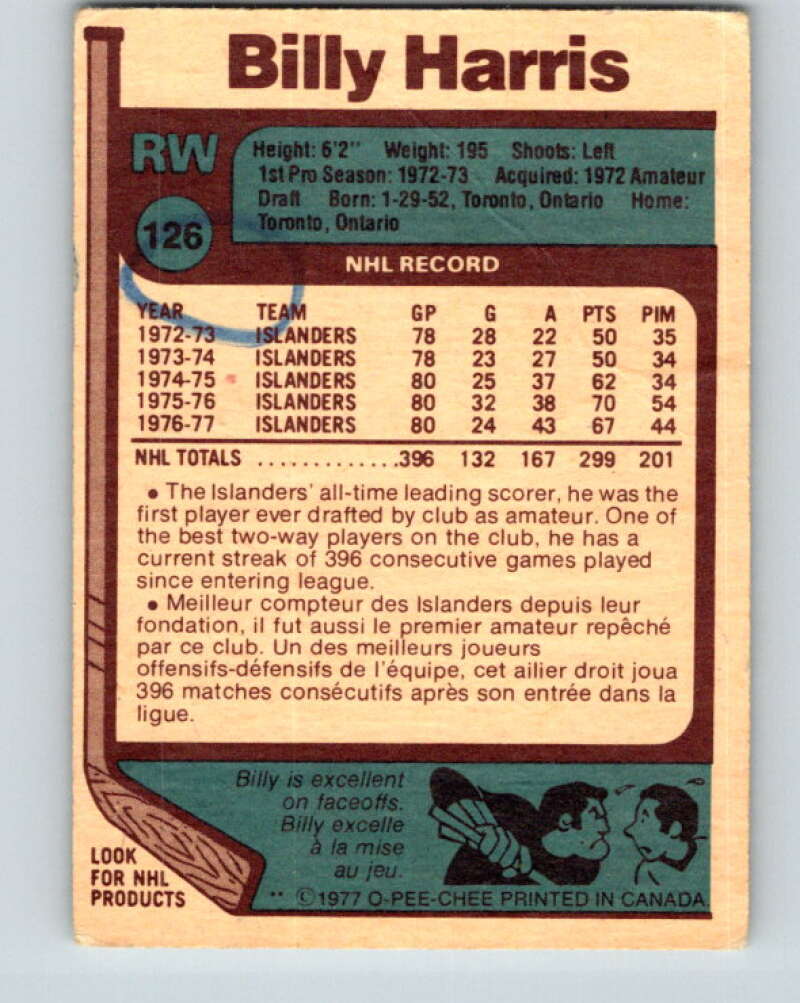 Billy Harris
RW
Height: 6'2" Weight: 195 Shoots: Left
1st Pro Season: 1972-73 Acquired: 1972 Amateur
Draft Born: 1-29-52, Toronto, Ontario Home:
Toronto, Ontario
126
NHL RECORD
YEAR TEAM GP G A PTS PIM
1972-73 ISLANDERS 78 28 22 50 35
1973-74 ISLANDERS 78 23 27 50 34
1974-75 ISLANDERS 80 25 37 62 34
1975-76 ISLANDERS 80 32 38 70 54
1976-77 ISLANDERS 80 24 43 67 44
NHL TOTALS .............396 132 167 299 201
• The Islanders' all-time leading scorer, he was the
first player ever drafted by club as amateur. One of
the best two-way players on the club, he has a
current streak of 396 consecutive games played
since entering league.
• Meilleur compteur des Islanders depuis leur
fondation, il fut aussi le premier amateur repêché
par ce club. Un des meilleurs joueurs
offensifs-défensifs de l'équipe, cet ailier droit joua
396 matches consécutifs après son entrée dans la
ligue.
Billy is excellent
on faceoffs.
Billy excelle
à la mise
au jeu.
LOOK
FOR NHL
PRODUCTS
** ©1977 O-PEE-CHEE PRINTED IN CANADA.